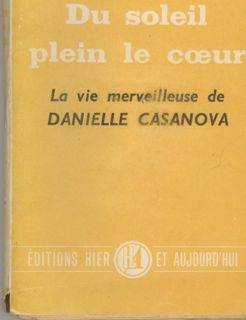 Du soleil
plein le cœur
La vie merveilleuse de
DANIELLE CASANOVA
ÉDITIONS HIER ET AUJOURD'HUI